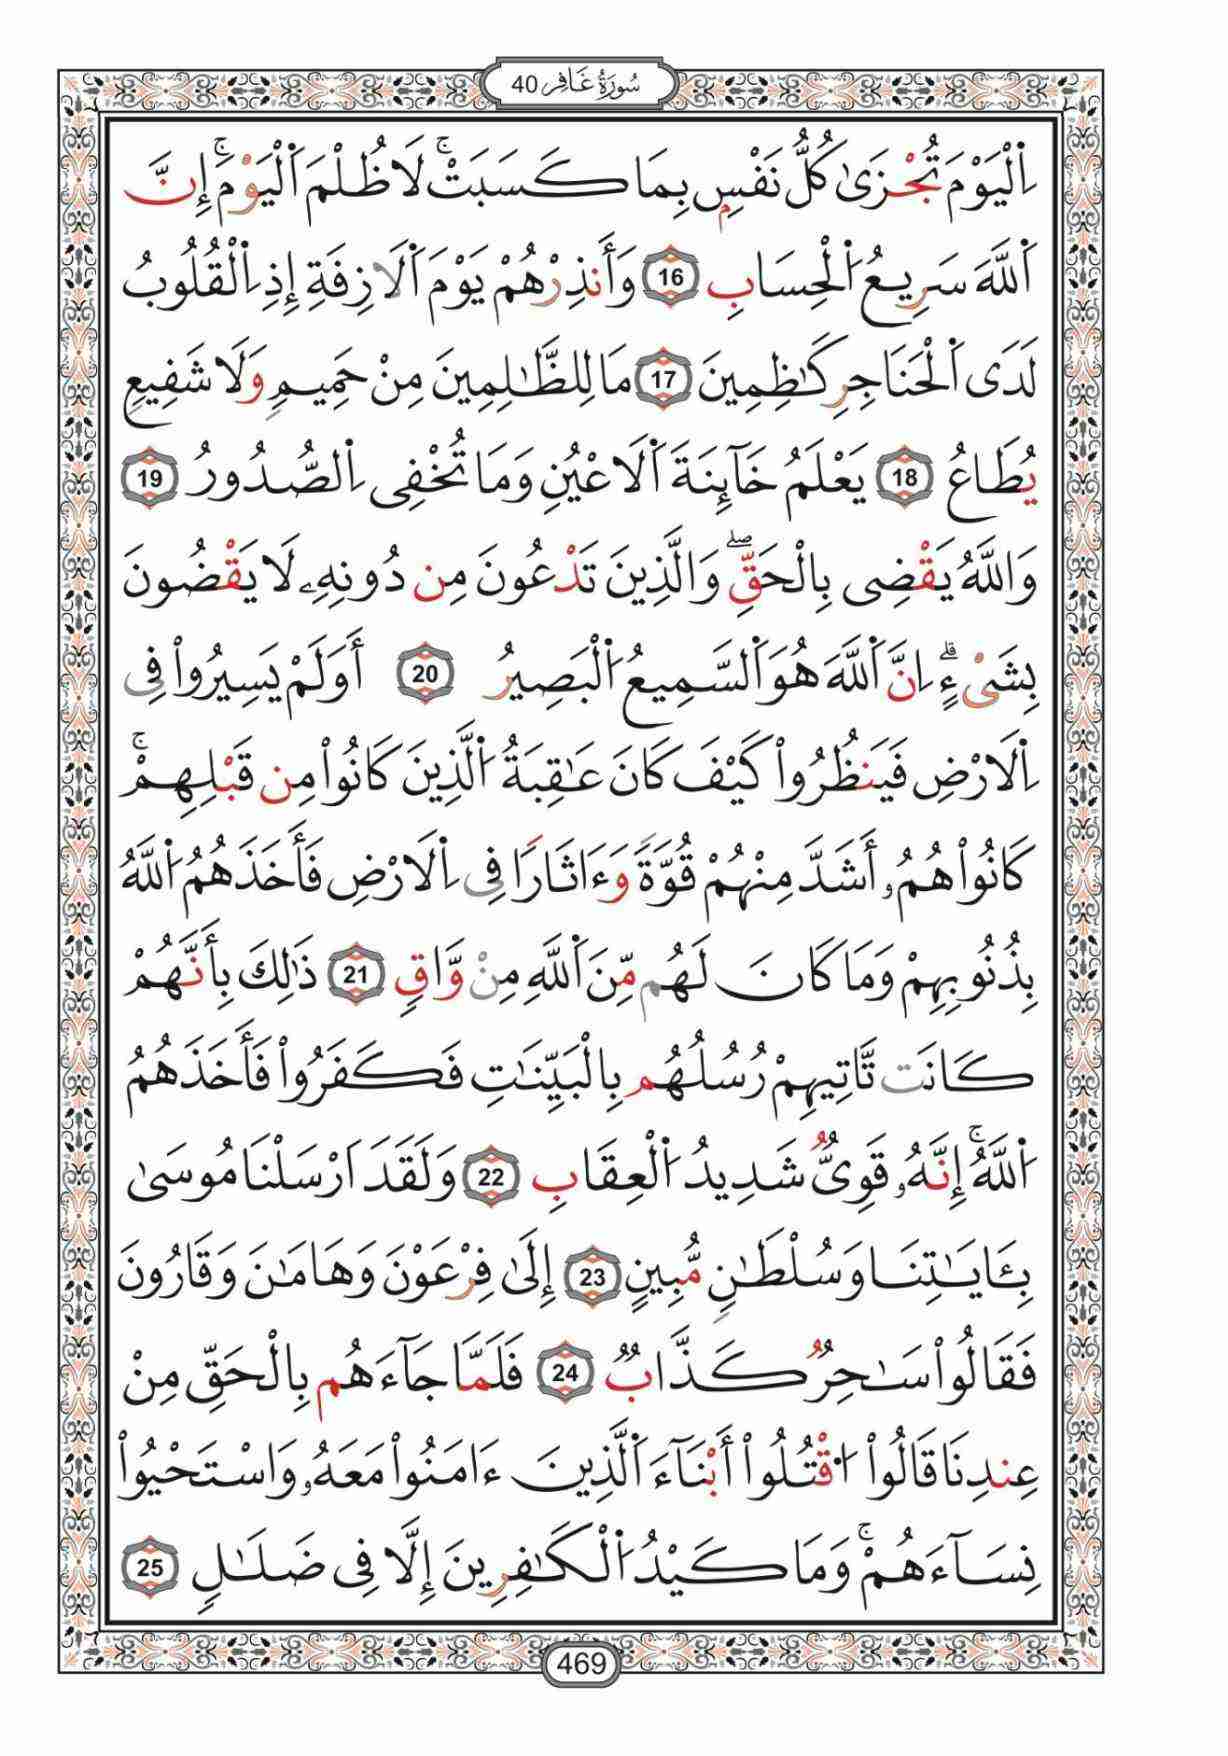 سُورَةُ غَافِر 40
اِ۬لْيَوْمَ تُجْزَىٰ كُلُّ نَفْسِۢ بِمَا كَسَبَتْۚ لَا ظُلْمَ اَ۬لْيَوْمَۚ إِنَّ
اَ۬للَّهَ سَرِيعُ اُ۬لْحِسَابِ 16 وَأَنذِرْهُمْ يَوْمَ اَ۬لَازِفَةِ إِذِ اِ۬لْقُلُوبُ
لَدَى اَ۬لْحَنَاجِرِ كَٰظِمِينَ 17 مَا لِلظَّٰلِمِينَ مِنْ حَمِيمٖ وَلَا شَفِيعٖ
يُطَاعُ 18 يَعْلَمُ خَآئِنَةَ اَ۬لَاعْيُنِ وَمَا تُخْفِى اِ۬لصُّدُورُ 19
وَاللَّهُ يَقْضِى بِالْحَقِّۖ وَالَّذِينَ تَدْعُونَ مِن دُونِهِۦ لَا يَقْضُونَ
بِشَىْءٍۗ اِنَّ اَ۬للَّهَ هُوَ اَ۬لسَّمِيعُ اُ۬لْبَصِيرُ 20 أَوَلَمْ يَسِيرُواْ فِى
اِ۬لَارْضِ فَيَنظُرُواْ كَيْفَ كَانَ عَٰقِبَةُ اُ۬لَّذِينَ كَانُواْ مِن قَبْلِهِمْۚ
كَانُواْ هُمُۥ أَشَدَّ مِنْهُمْ قُوَّةٗ وَءَاثَارٗا فِى اِ۬لَارْضِ فَأَخَذَهُمُ اُ۬للَّهُ
بِذُنُوبِهِمْ وَمَا كَانَ لَهُم مِّنَ اَ۬للَّهِ مِنْ وَّاقٖ 21 ذَٰلِكَ بِأَنَّهُمْ
كَانَت تَّاتِيهِمْ رُسُلُهُم بِالْبَيِّنَٰتِ فَكَفَرُواْ فَأَخَذَهُمُ
اُ۬للَّهُۚ إِنَّهُۥ قَوِىّٞ شَدِيدُ اُ۬لْعِقَابِ 22 وَلَقَدَ اَرْسَلْنَا مُوسَىٰ
بِـَٔايَٰتِنَا وَسُلْطَٰنٖ مُّبِينٍ 23 إِلَىٰ فِرْعَوْنَ وَهَامَٰنَ وَقَارُونَ
فَقَالُواْ سَٰحِرٞ كَذَّابٞ 24 فَلَمَّا جَآءَهُم بِالْحَقِّ مِنْ
عِندِنَا قَالُواْ اُ۟قْتُلُواْ أَبْنَآءَ اَ۬لَّذِينَ ءَامَنُواْ مَعَهُۥ وَاسْتَحْيُواْ
نِسَآءَهُمْۚ وَمَا كَيْدُ اُ۬لْكَٰفِرِينَ إِلَّا فِى ضَلَٰلٖ 25
469